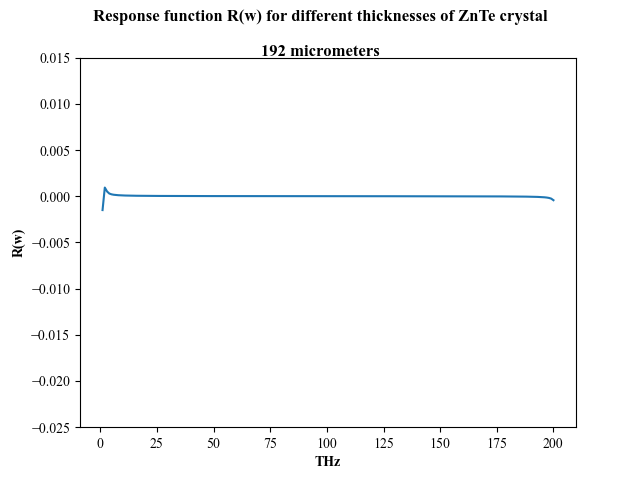 Response function R(w) for different thicknesses of ZnTe crystal
192 micrometers
0.015
0.010
0.005
0.000
−0.005
−0.010
−0.015
−0.020
−0.025
R(w)
0 25 50 75 100 125 150 175 200
THz